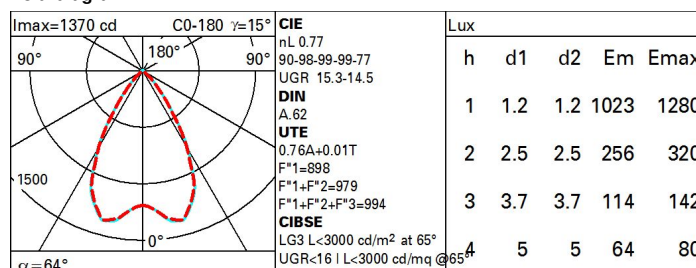 Imax=1370 cd C0-180 γ=15°
90° 180° 90°
1500
0°
α=64°
CIE
nL 0.77
90-98-99-99-77
UGR 15.3-14.5
DIN
A.62
UTE
0.76A+0.01T
F"1=898
F"1+F"2=979
F"1+F"2+F"3=994
CIBSE
LG3 L<3000 cd/m² at 65°
UGR<16 | L<3000 cd/mq @65°
Lux
h d1 d2 Em Emax
1 1.2 1.2 1023 1280
2 2.5 2.5 256 320
3 3.7 3.7 114 142
4 5 5 64 80